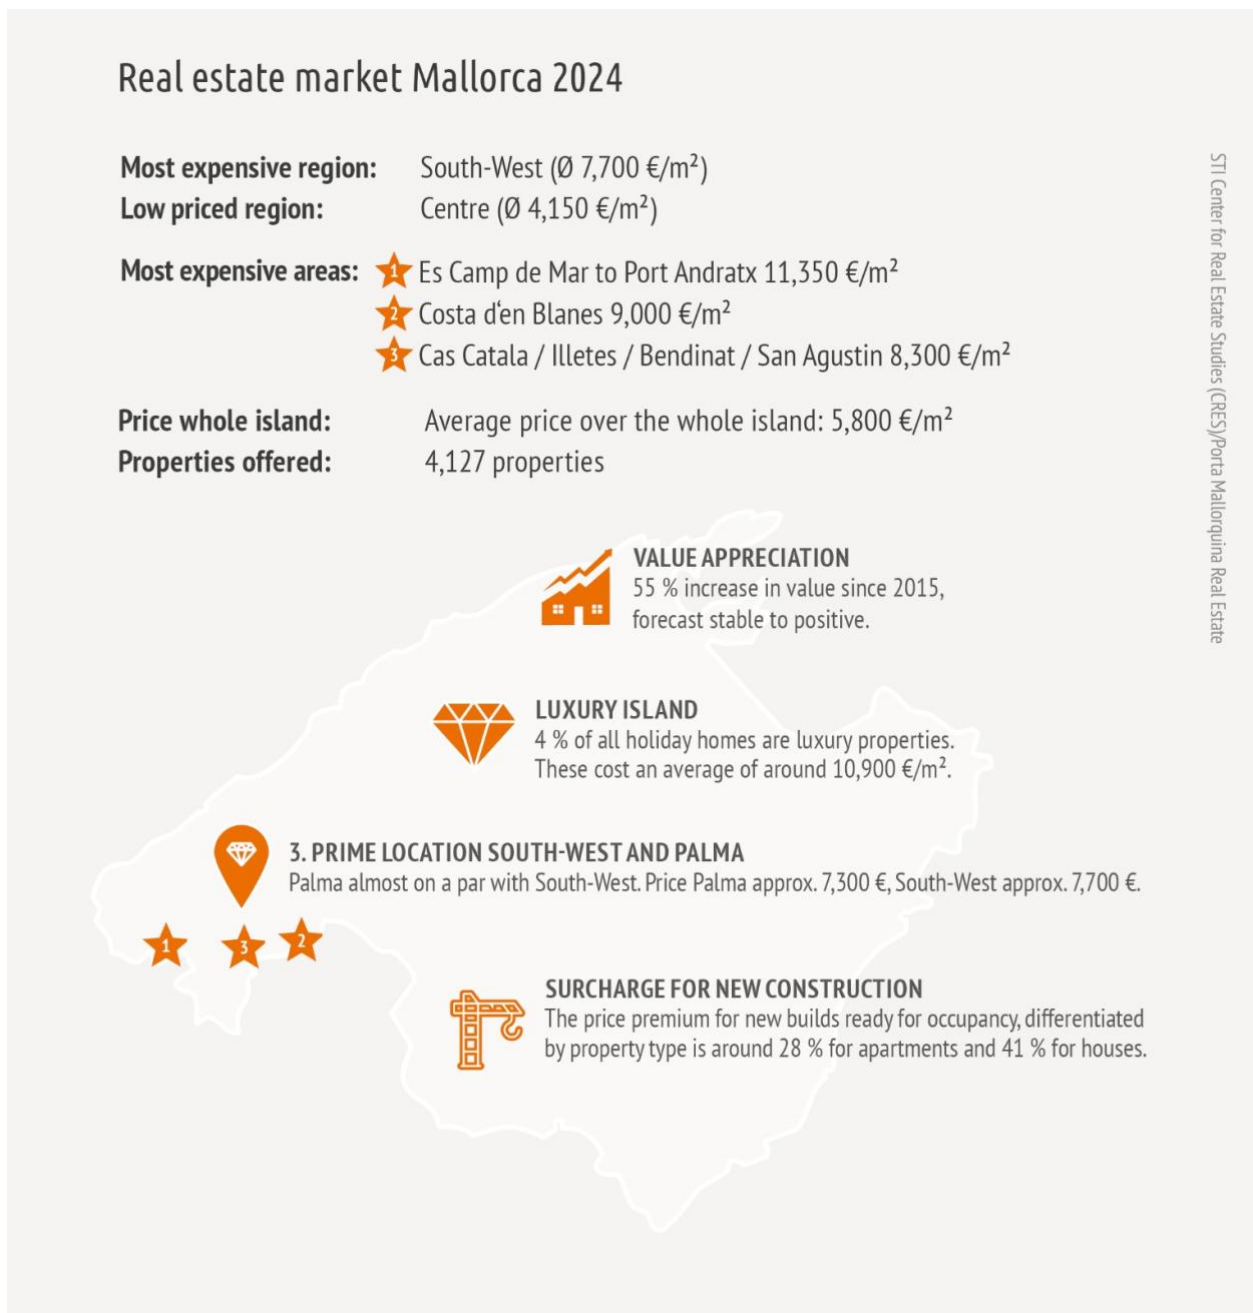 Real estate market Mallorca 2024
Most expensive region: South-West (Ø 7,700 €/m²)
Low priced region: Centre (Ø 4,150 €/m²)
Most expensive areas: 1 Es Camp de Mar to Port Andratx 11,350 €/m²
2 Costa d‘en Blanes 9,000 €/m²
3 Cas Catala / Illetes / Bendinat / San Agustin 8,300 €/m²
Price whole island: Average price over the whole island: 5,800 €/m²
Properties offered: 4,127 properties
VALUE APPRECIATION
55 % increase in value since 2015,
forecast stable to positive.
LUXURY ISLAND
4 % of all holiday homes are luxury properties.
These cost an average of around 10,900 €/m².
3. PRIME LOCATION SOUTH-WEST AND PALMA
Palma almost on a par with South-West. Price Palma approx. 7,300 €, South-West approx. 7,700 €.
1 3 2
SURCHARGE FOR NEW CONSTRUCTION
The price premium for new builds ready for occupancy, differentiated
by property type is around 28 % for apartments and 41 % for houses.
STI Center for Real Estate Studies (CRES)/Porta Mallorquina Real Estate